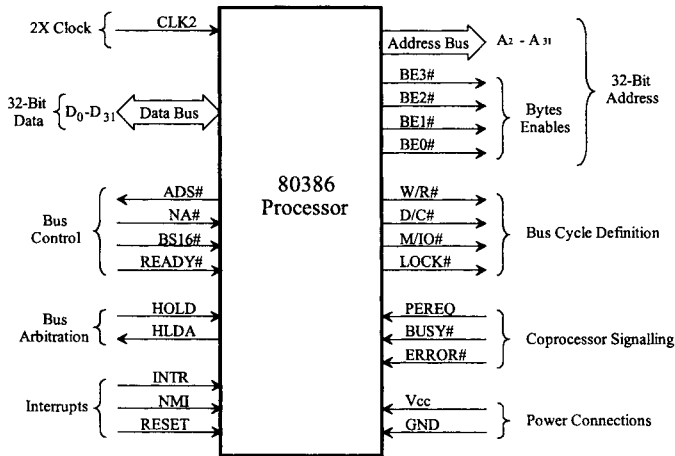 2X Clock
CLK2
32-Bit
Data
D0-D31
Data Bus
Bus
Control
ADS#
NA#
BS16#
READY#
Bus
Arbitration
HOLD
HLDA
Interrupts
INTR
NMI
RESET
80386
Processor
Address Bus
A2 - A31
BE3#
BE2#
BE1#
BE0#
Bytes
Enables
32-Bit
Address
W/R#
D/C#
M/IO#
LOCK#
Bus Cycle Definition
PEREQ
BUSY#
ERROR#
Coprocessor Signalling
Vcc
GND
Power Connections